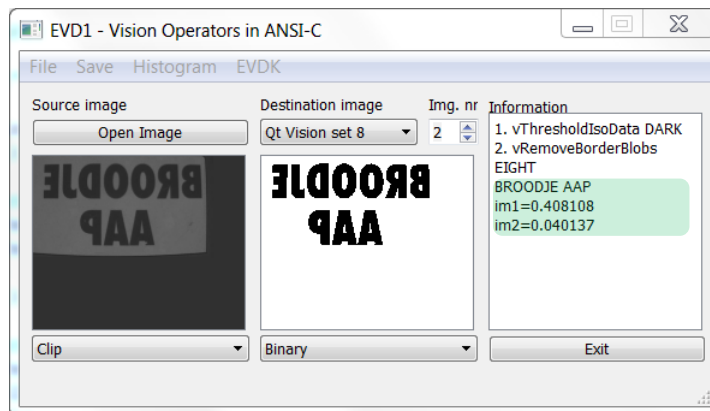 EVD1 - Vision Operators in ANSI-C
File Save Histogram EVDK
Source image Destination image Img. nr Information
Open Image Qt Vision set 8 2
1. vThresholdIsoData DARK
2. vRemoveBorderBlobs
EIGHT
BROODJE AAP
im1=0.408108
im2=0.040137
BROODJE
AAP
BROODJE
AAP
Clip Binary Exit